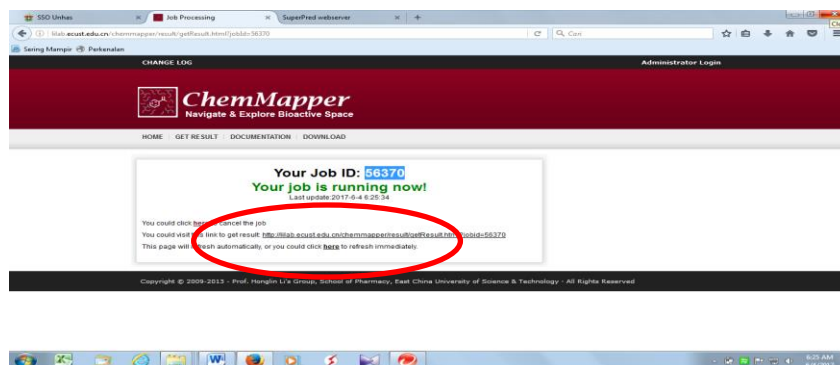 SSO Unhas
Job Processing
SuperPred webserver
lilab.ecust.edu.cn/chemmapper/result/getResult.html?jobId=56370
Cari
Sering Mampir
Perkenalan
CHANGE LOG
Administrator Login
ChemMapper
Navigate & Explore Bioactive Space
HOME
GET RESULT
DOCUMENTATION
DOWNLOAD
Your Job ID: 56370
Your job is running now!
Last update:2017-6-4 6:25:34
You could click here to cancel the job
You could visit this link to get result: http://lilab.ecust.edu.cn/chemmapper/result/getResult.html?jobid=56370
This page will refresh automatically, or you could click here to refresh immediately.
Copyright © 2009-2013 - Prof. Honglin Li's Group, School of Pharmacy, East China University of Science & Technology - All Rights Reserved
6:25 AM